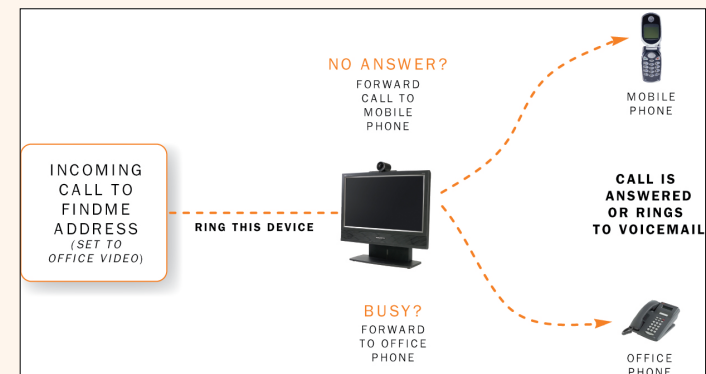 INCOMING
CALL TO
FINDME
ADDRESS
(SET TO
OFFICE VIDEO)
RING THIS DEVICE
NO ANSWER?
FORWARD
CALL TO
MOBILE
PHONE
BUSY?
FORWARD
TO OFFICE
PHONE
MOBILE
PHONE
CALL IS
ANSWERED
OR RINGS
TO VOICEMAIL
OFFICE
PHONE